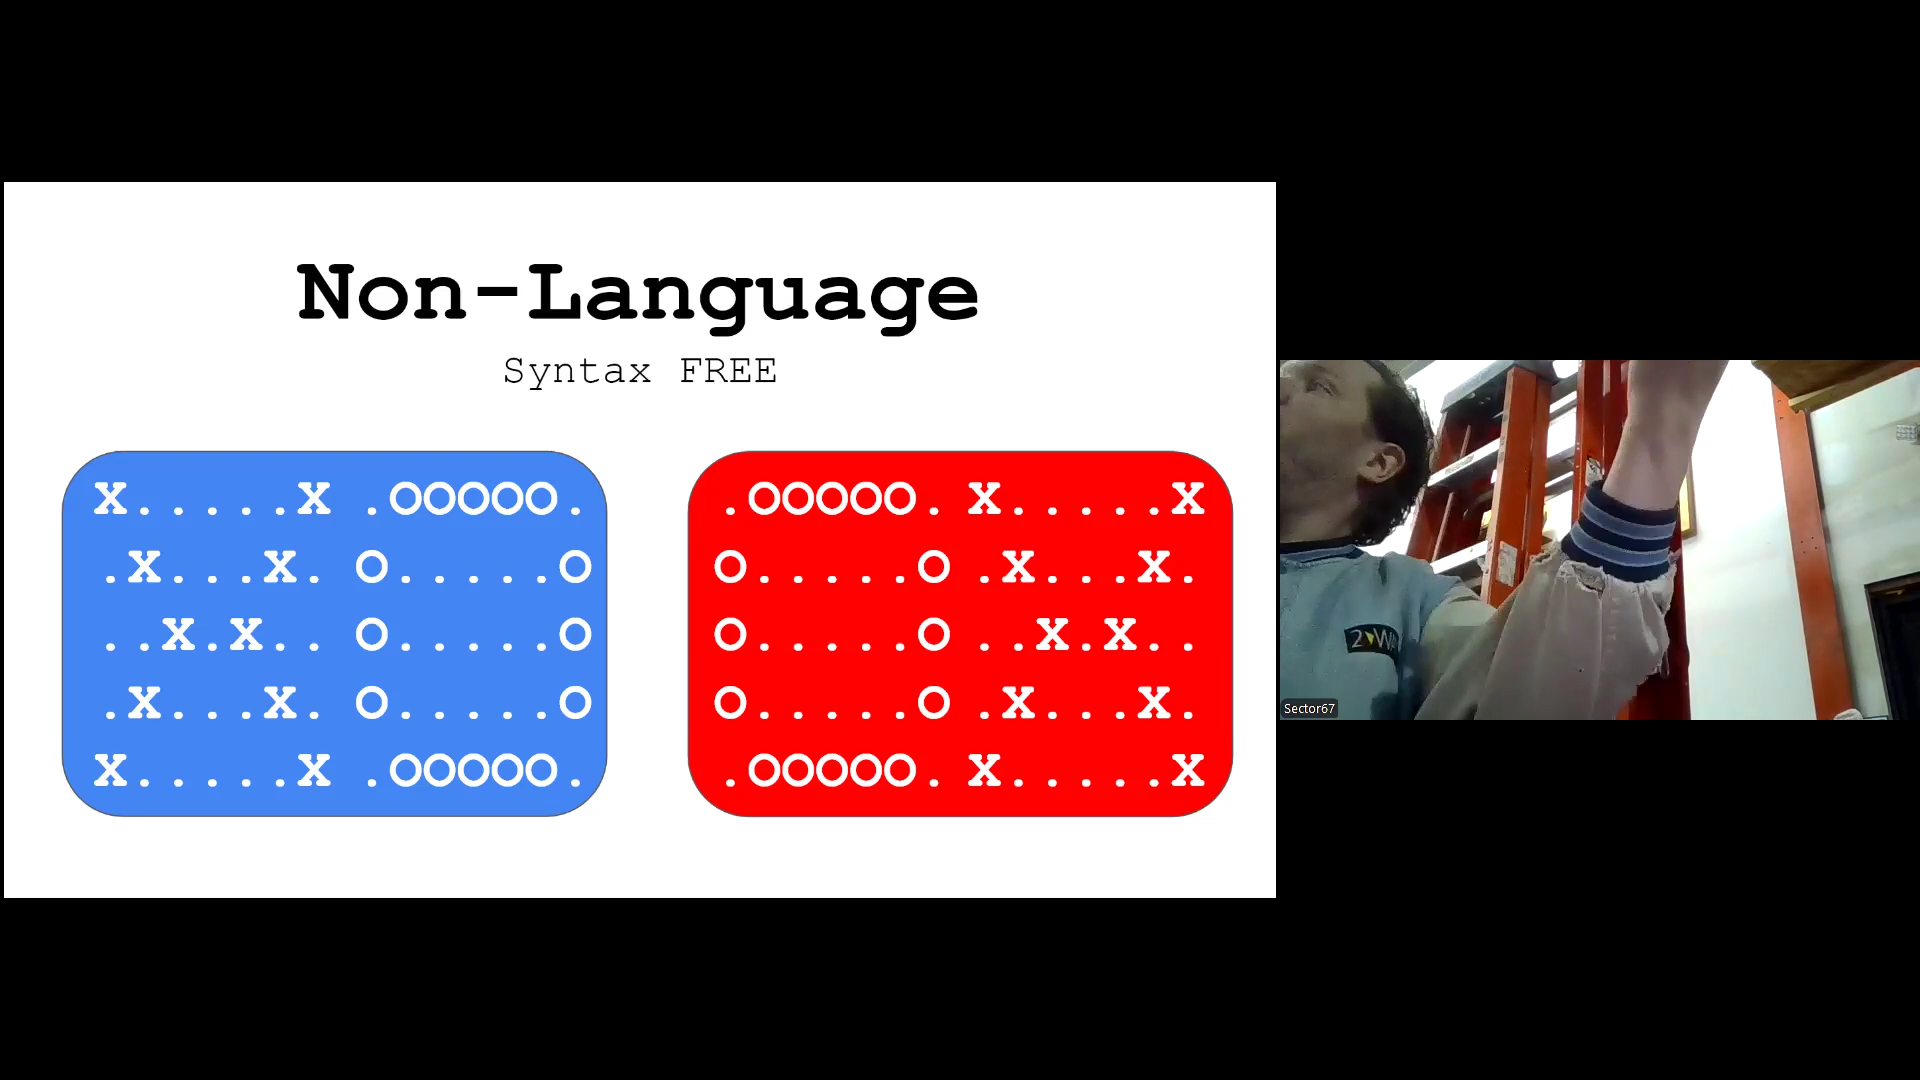 Non-Language
Syntax FREE
X.....X .OOOOO.
.X...X. O.....O
..X.X.. O.....O
.X...X. O.....O
X.....X .OOOOO.
.OOOOO. X.....X
O.....O .X...X.
O.....O ..X.X..
O.....O .X...X.
.OOOOO. X.....X
Sector67